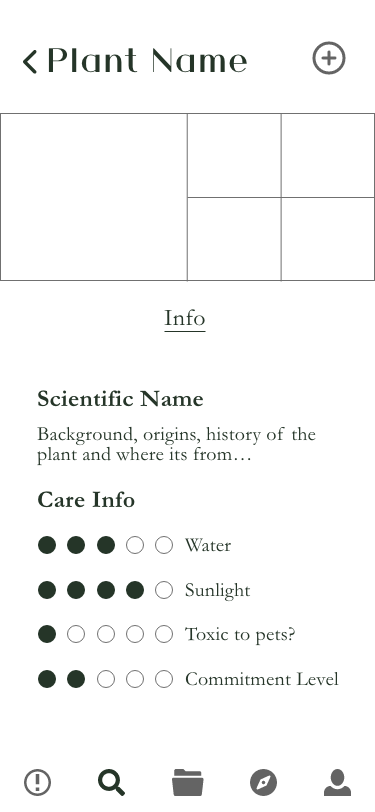 Plant Name
Info
Scientific Name
Background, origins, history of the
plant and where its from...
Care Info
Water
Sunlight
Toxic to pets?
Commitment Level